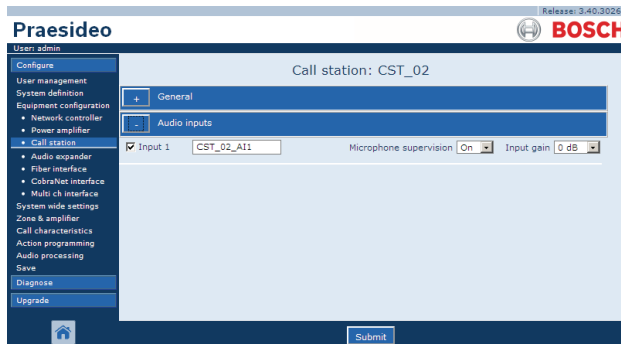 Release: 3.40.3026
Praesideo
BOSCH
User: admin
Configure
User management
System definition
Equipment configuration
• Network controller
• Power amplifier
• Call station
• Audio expander
• Fiber interface
• CobraNet interface
• Multi ch interface
System wide settings
Zone & amplifier
Call characteristics
Action programming
Audio processing
Save
Diagnose
Upgrade
Call station: CST_02
+ General
- Audio inputs
Input 1 CST_02_AI1 Microphone supervision On Input gain 0 dB
Submit